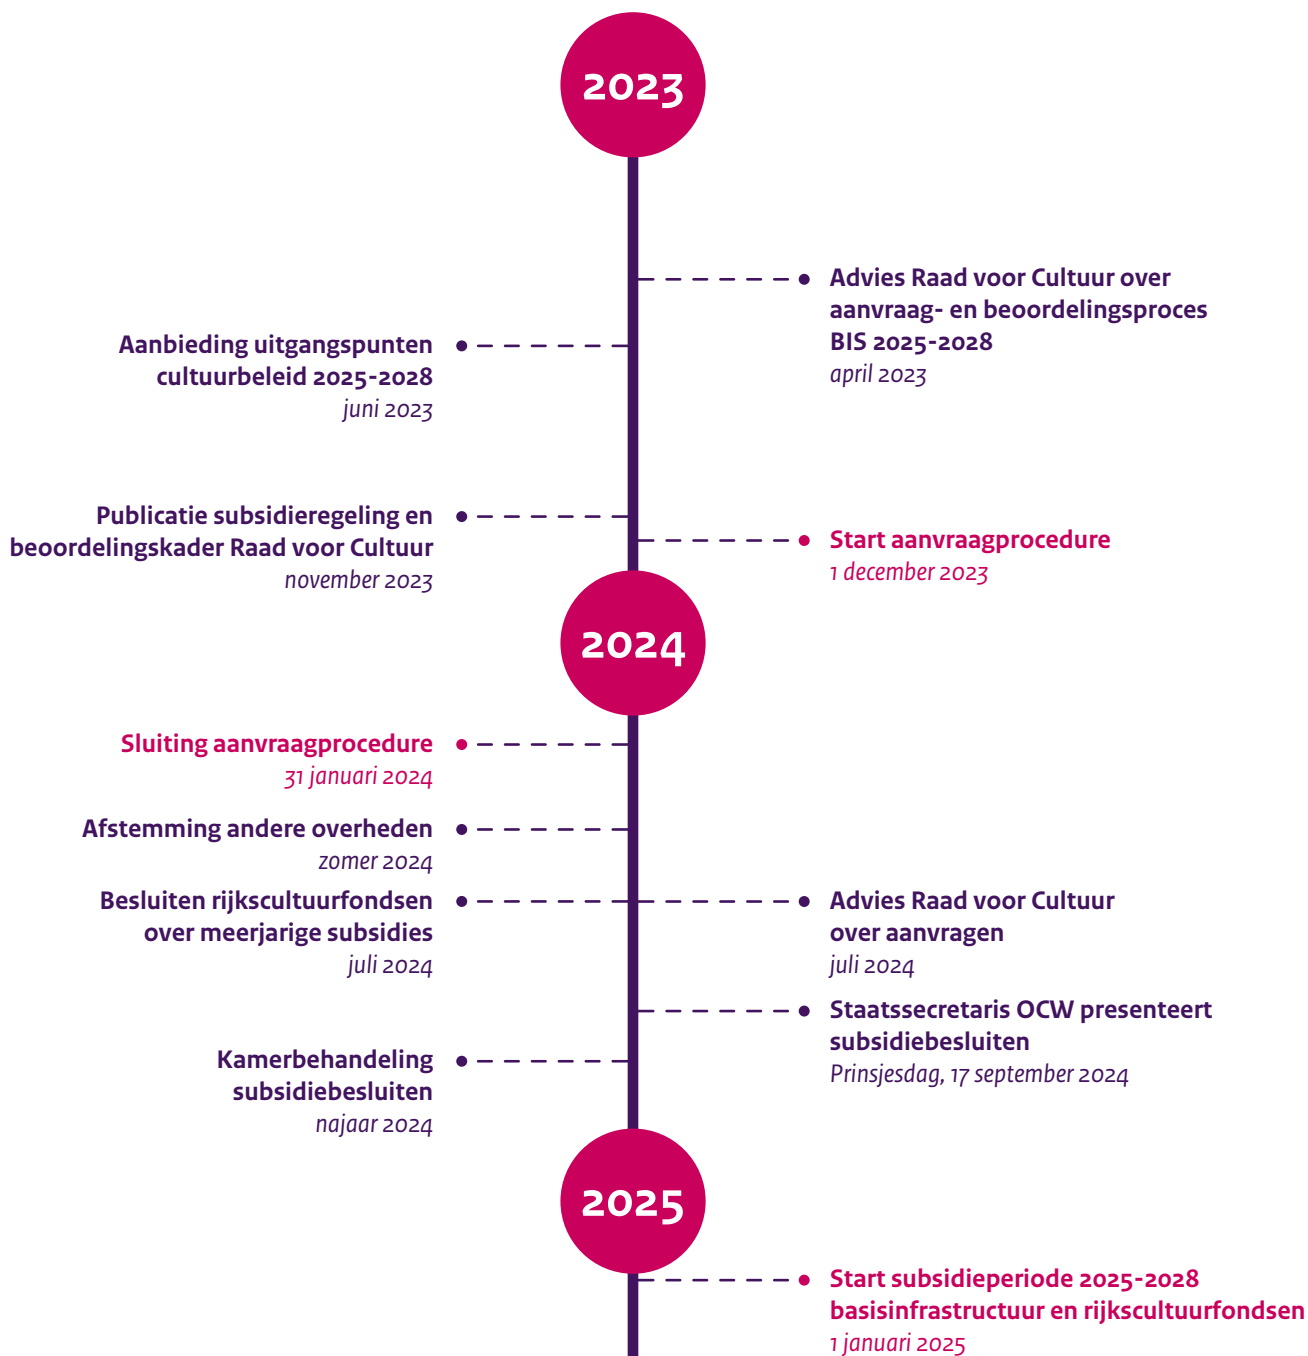 2023
Advies Raad voor Cultuur over
aanvraag- en beoordelingsproces
BIS 2025-2028
april 2023
Aanbieding uitgangspunten
cultuurbeleid 2025-2028
juni 2023
Publicatie subsidieregeling en
beoordelingskader Raad voor Cultuur
november 2023
Start aanvraagprocedure
1 december 2023
2024
Sluiting aanvraagprocedure
31 januari 2024
Afstemming andere overheden
zomer 2024
Besluiten rijkscultuurfondsen
over meerjarige subsidies
juli 2024
Advies Raad voor Cultuur
over aanvragen
juli 2024
Staatssecretaris OCW presenteert
subsidiebesluiten
Prinsjesdag, 17 september 2024
Kamerbehandeling
subsidiebesluiten
najaar 2024
2025
Start subsidieperiode 2025-2028
basisinfrastructuur en rijkscultuurfondsen
1 januari 2025